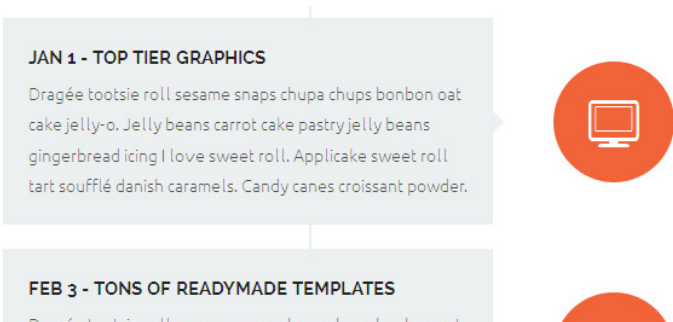 JAN 1 - TOP TIER GRAPHICS
Dragée tootsie roll sesame snaps chupa chups bonbon oat
cake jelly-o. Jelly beans carrot cake pastry jelly beans
gingerbread icing I love sweet roll. Applicake sweet roll
tart soufflé danish caramels. Candy canes croissant powder.
FEB 3 - TONS OF READYMADE TEMPLATES